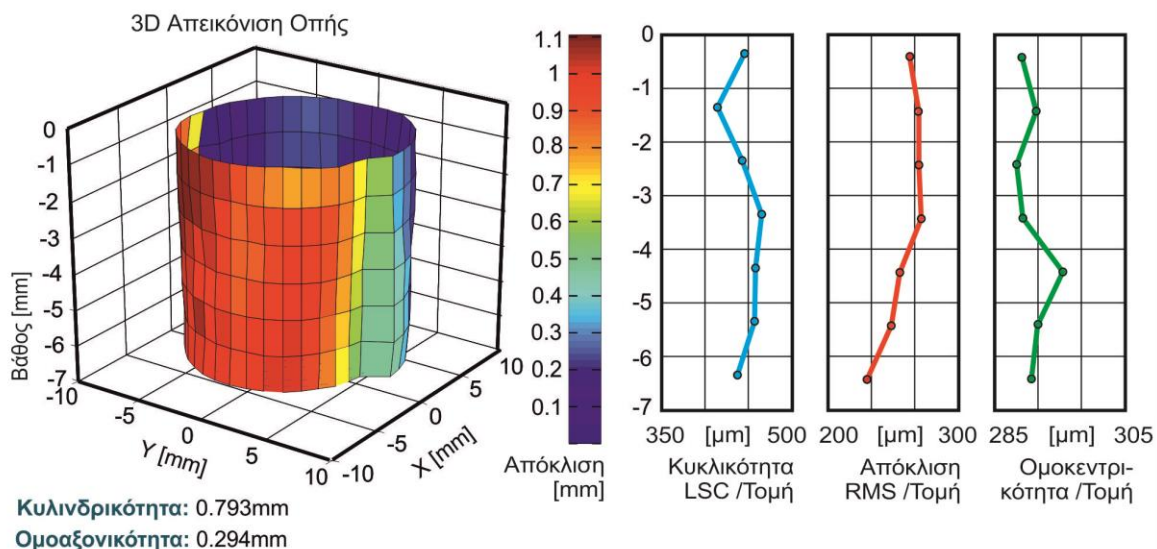 3D Απεικόνιση Οπής
0
-1
-2
-3
-4
-5
-6
-7
Βάθος [mm]
-10
-5
0
5
10
Y [mm]
-10
-5
0
5
10
X [mm]
1.1
1
0.9
0.8
0.7
0.6
0.5
0.4
0.3
0.2
0.1
Απόκλιση
[mm]
0
-1
-2
-3
-4
-5
-6
-7
350 [µm] 500
Κυκλικότητα
LSC /Τομή
200 [µm] 300
Απόκλιση
RMS /Τομή
285 [µm] 305
Ομοκεντρι-
κότητα /Τομή
Κυλινδρικότητα: 0.793mm
Ομοαξονικότητα: 0.294mm